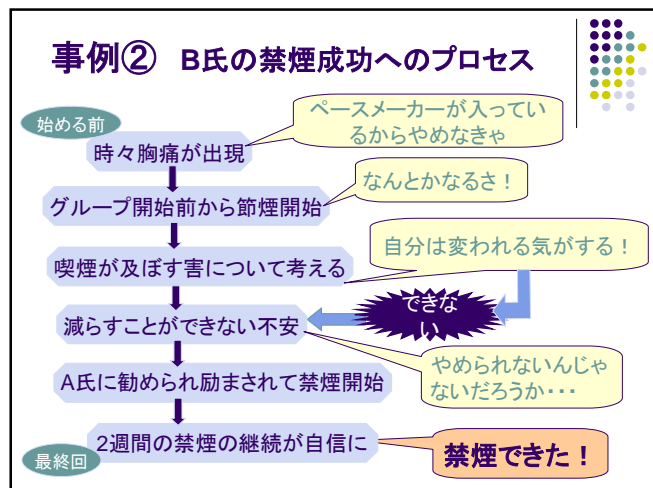 事例② B氏の禁煙成功へのプロセス
始める前
ペースメーカーが入ってい
るからやめなきゃ
時々胸痛が出現
なんとかなるさ!
グループ開始前から節煙開始
自分は変われる気がする!
喫煙が及ぼす害について考える
できな
い
減らすことができない不安
やめられないんじゃ
ないだろうか・・・
A氏に勧められ励まされて禁煙開始
2週間の禁煙の継続が自信に
禁煙できた!
最終回